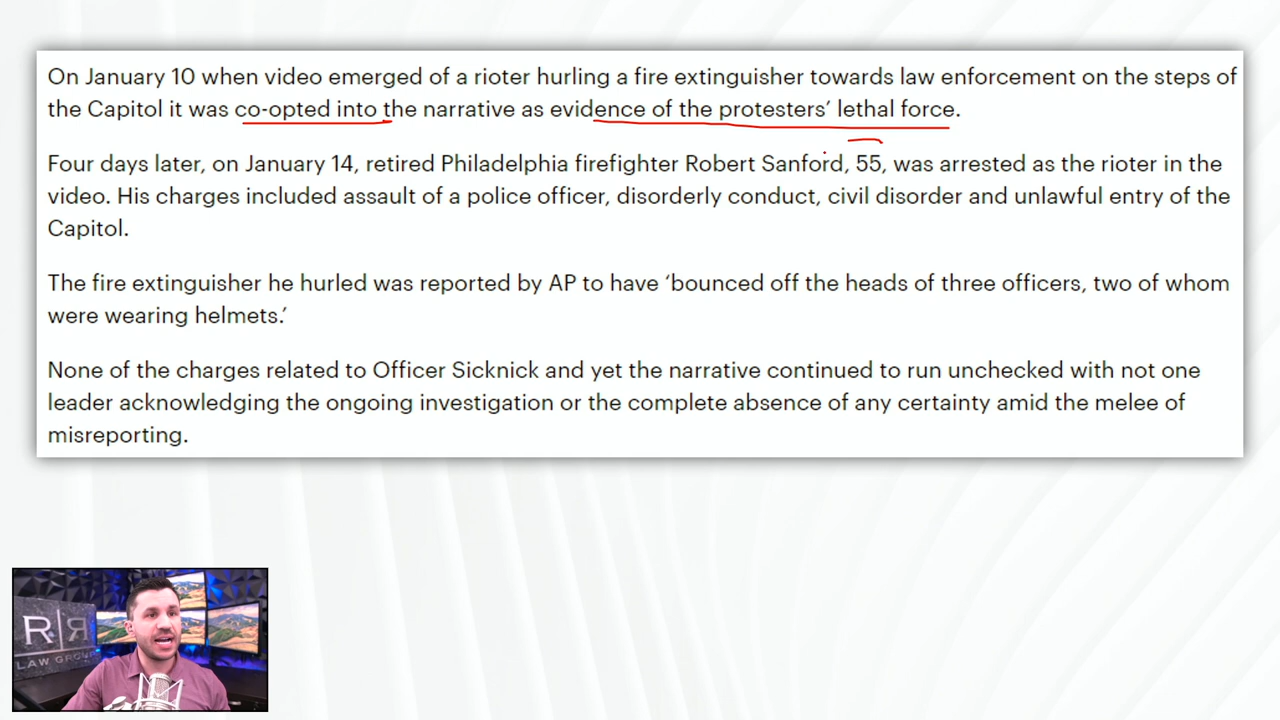 On January 10 when video emerged of a rioter hurling a fire extinguisher towards law enforcement on the steps of
the Capitol it was co-opted into the narrative as evidence of the protesters’ lethal force.
Four days later, on January 14, retired Philadelphia firefighter Robert Sanford, 55, was arrested as the rioter in the
video. His charges included assault of a police officer, disorderly conduct, civil disorder and unlawful entry of the
Capitol.
The fire extinguisher he hurled was reported by AP to have ‘bounced off the heads of three officers, two of whom
were wearing helmets.’
None of the charges related to Officer Sicknick and yet the narrative continued to run unchecked with not one
leader acknowledging the ongoing investigation or the complete absence of any certainty amid the melee of
misreporting.
R|R
LAW GROUP